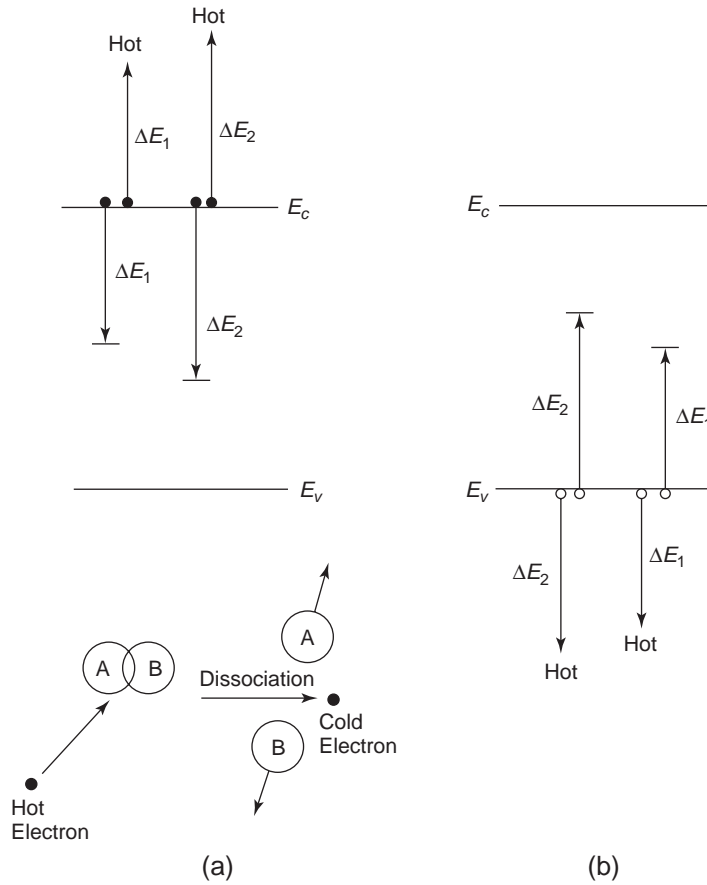 Hot
Hot
ΔE1
ΔE2
Ec
ΔE1
ΔE2
Ev
A
A B
Dissociation
B
Cold
Electron
Hot
Electron
(a)
Ec
ΔE2
ΔE1
Ev
ΔE2
ΔE1
Hot
Hot
(b)